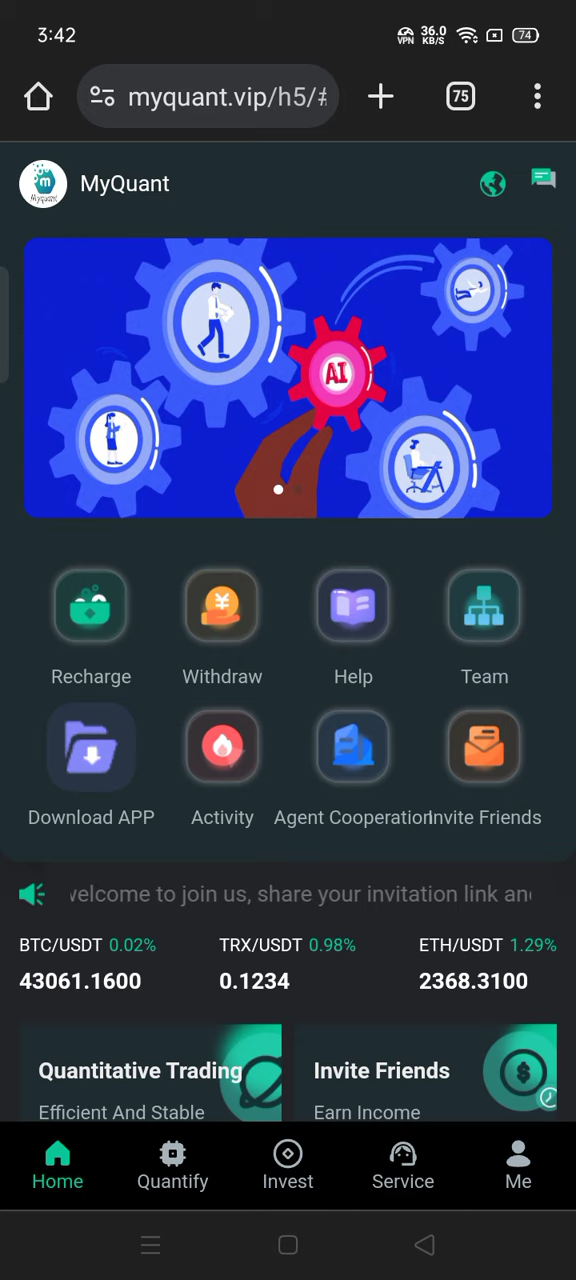 3:42
VPN
36.0
KB/S
74
myquant.vip/h5/#
75
m
MyQuant
AI
¥
Recharge
Withdraw
Help
Team
Download APP
Activity
Agent Cooperation
Invite Friends
welcome to join us, share your invitation link and
BTC/USDT 0.02%
TRX/USDT 0.98%
ETH/USDT 1.29%
43061.1600
0.1234
2368.3100
Quantitative Trading
Invite Friends
$
Efficient And Stable
Earn Income
Home
Quantify
Invest
Service
Me